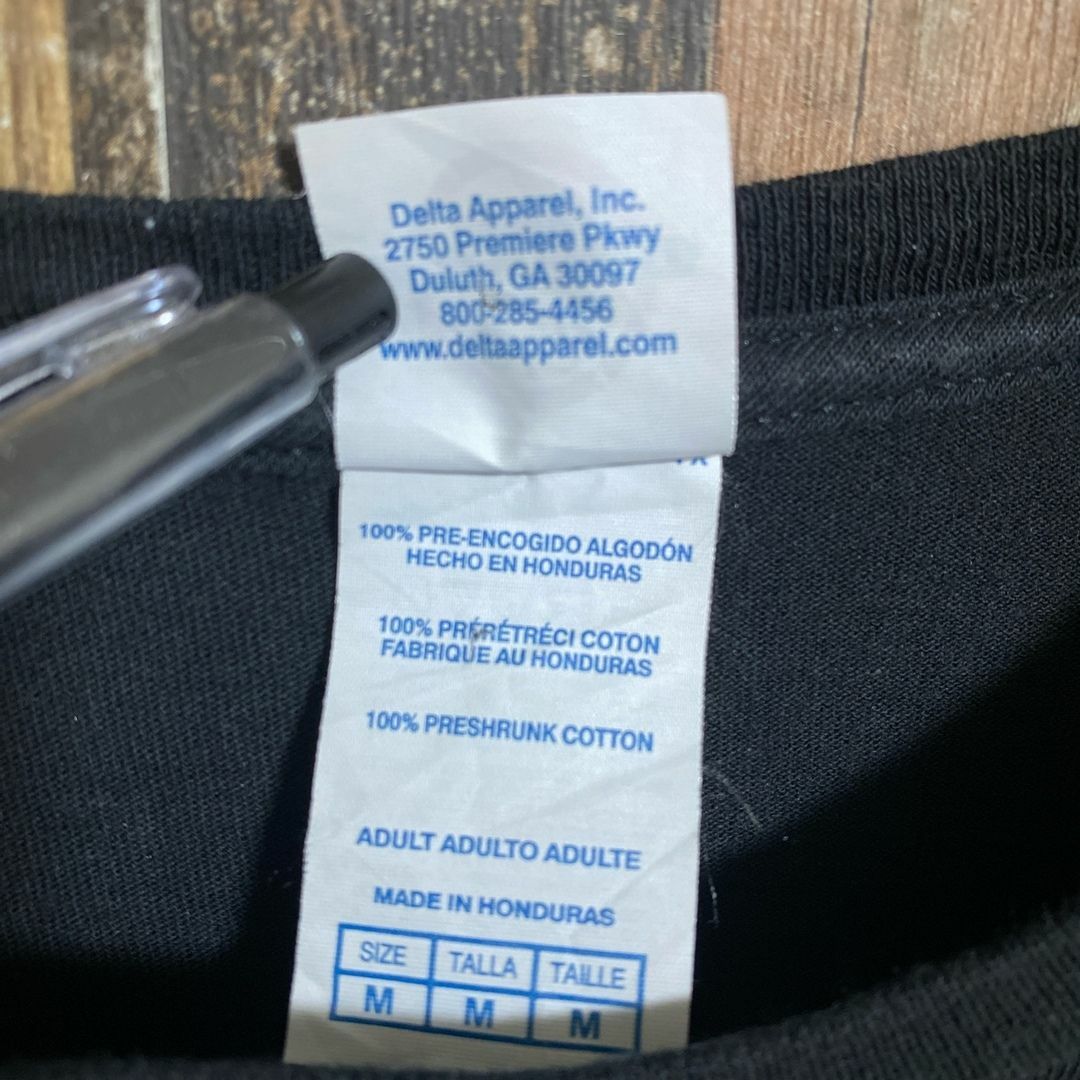 Delta Apparel, Inc.
2750 Premiere Pkwy
Duluth, GA 30097
800-285-4456
www.deltaapparel.com
100% PRE-ENCOGIDO ALGODÓN
HECHO EN HONDURAS
100% PRÉRÉTRÉCI COTON
FABRIQUE AU HONDURAS
100% PRESHRUNK COTTON
ADULT ADULTO ADULTE
MADE IN HONDURAS
SIZE TALLA TAILLE
M M M